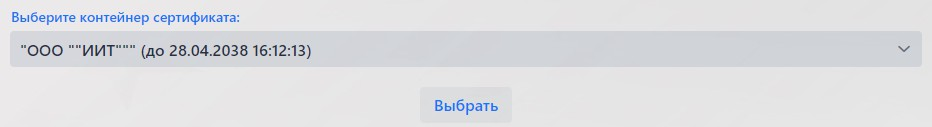 Выберите контейнер сертификата:
"ООО ""ИИТ""" (до 28.04.2038 16:12:13)
Выбрать